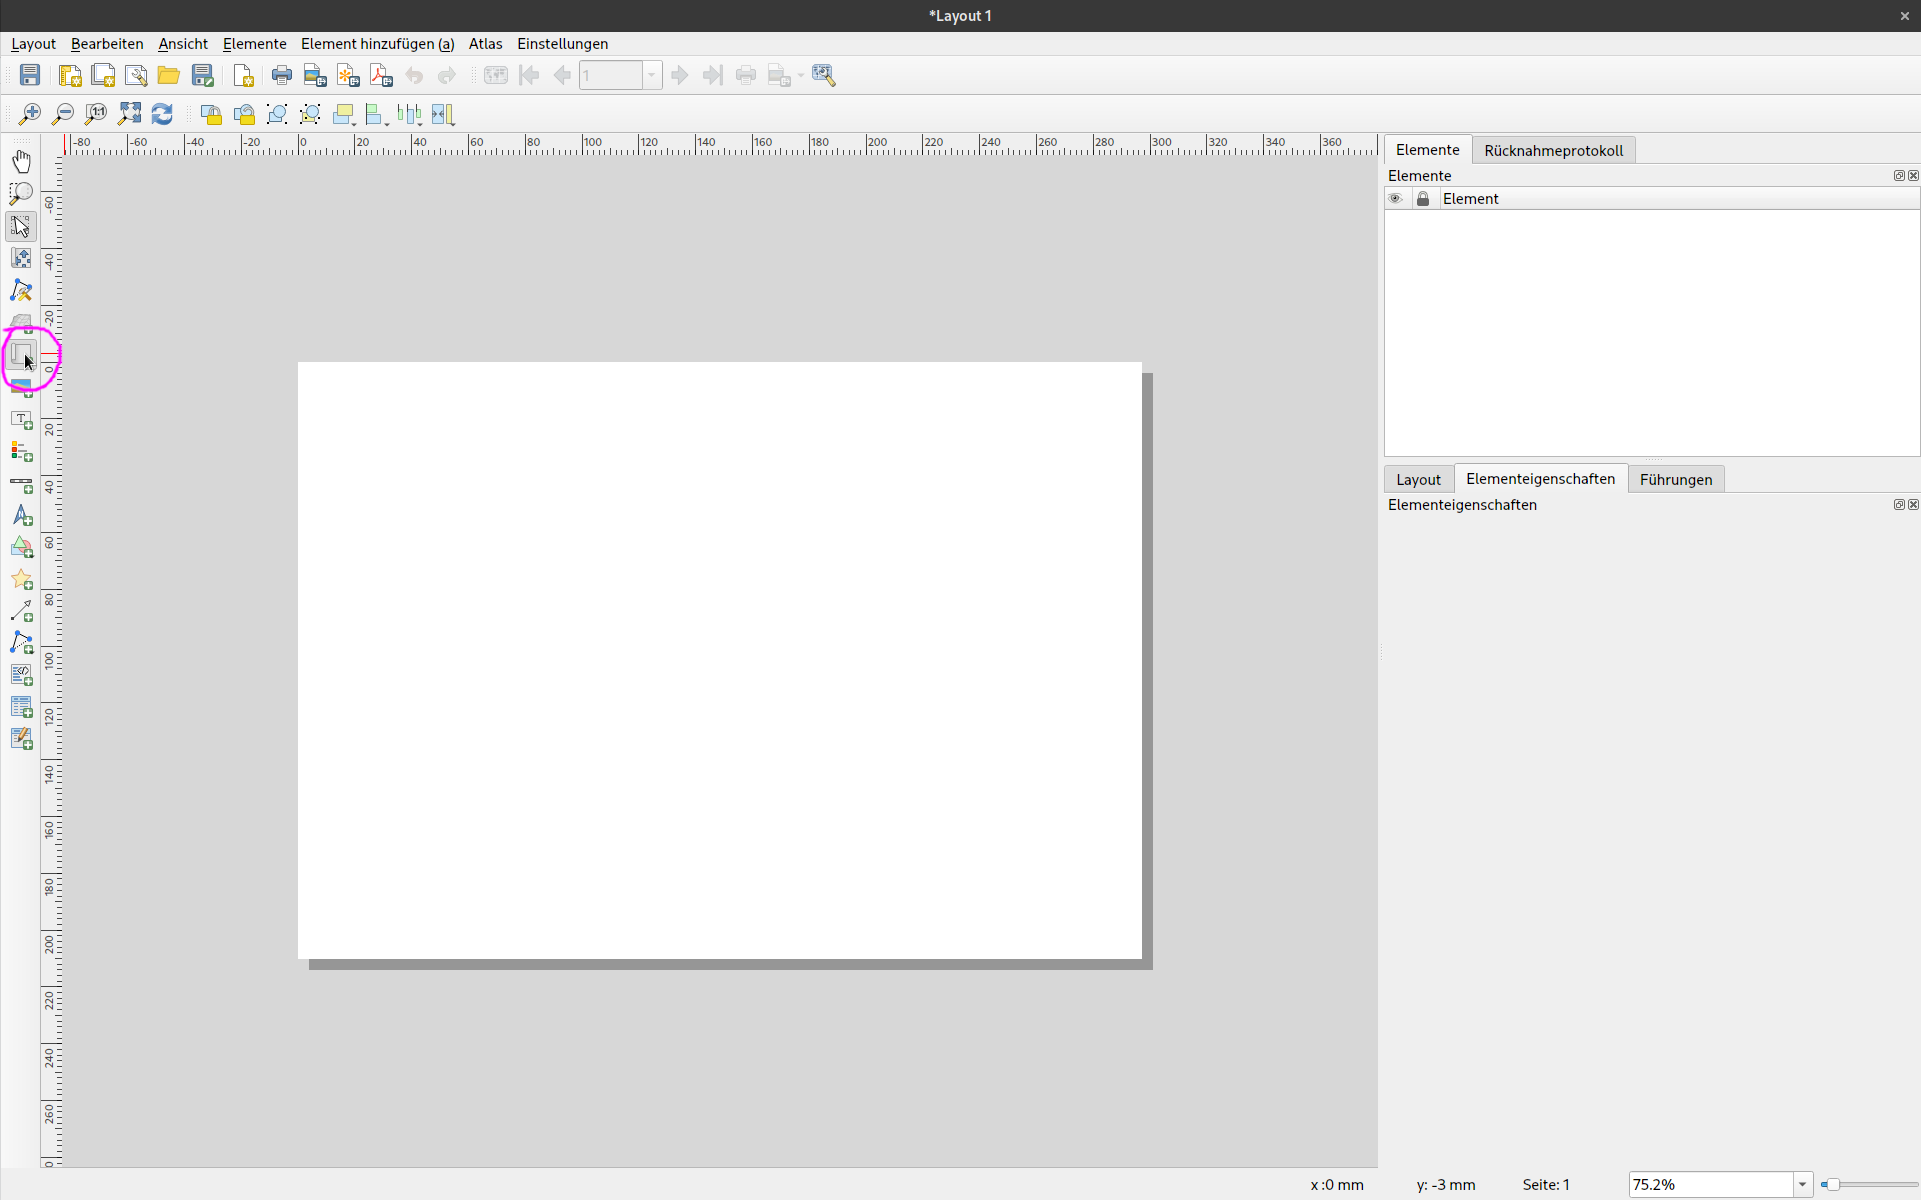 *Layout 1
Layout Bearbeiten Ansicht Elemente Element hinzufügen (a) Atlas Einstellungen
1
1:1
-80 -60 -40 -20 0 20 40 60 80 100 120 140 160 180 200 220 240 260 280 300 320 340 360
Elemente Rücknahmeprotokoll
Elemente
Element
-60
-40
-20
0
20
40
60
80
100
120
140
160
180
200
220
240
260
T
Layout Elementeigenschaften Führungen
Elementeigenschaften
x :0 mm y: -3 mm Seite: 1 75.2%